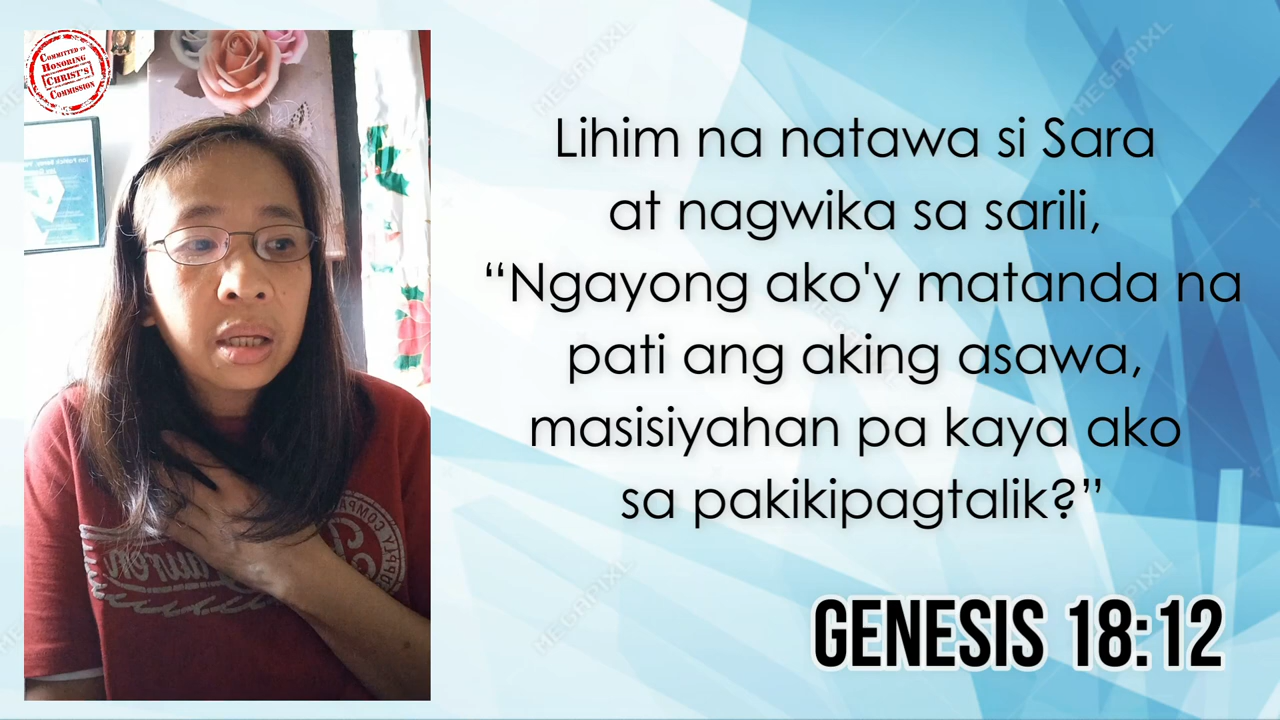 COMMITTED TO
HONORING
CHRIST'S
COMMISSION
Lihim na natawa si Sara
at nagwika sa sarili,
“Ngayong ako'y matanda na
pati ang aking asawa,
masisiyahan pa kaya ako
sa pakikipagtalik?”
GENESIS 18:12
MEGAPIXL